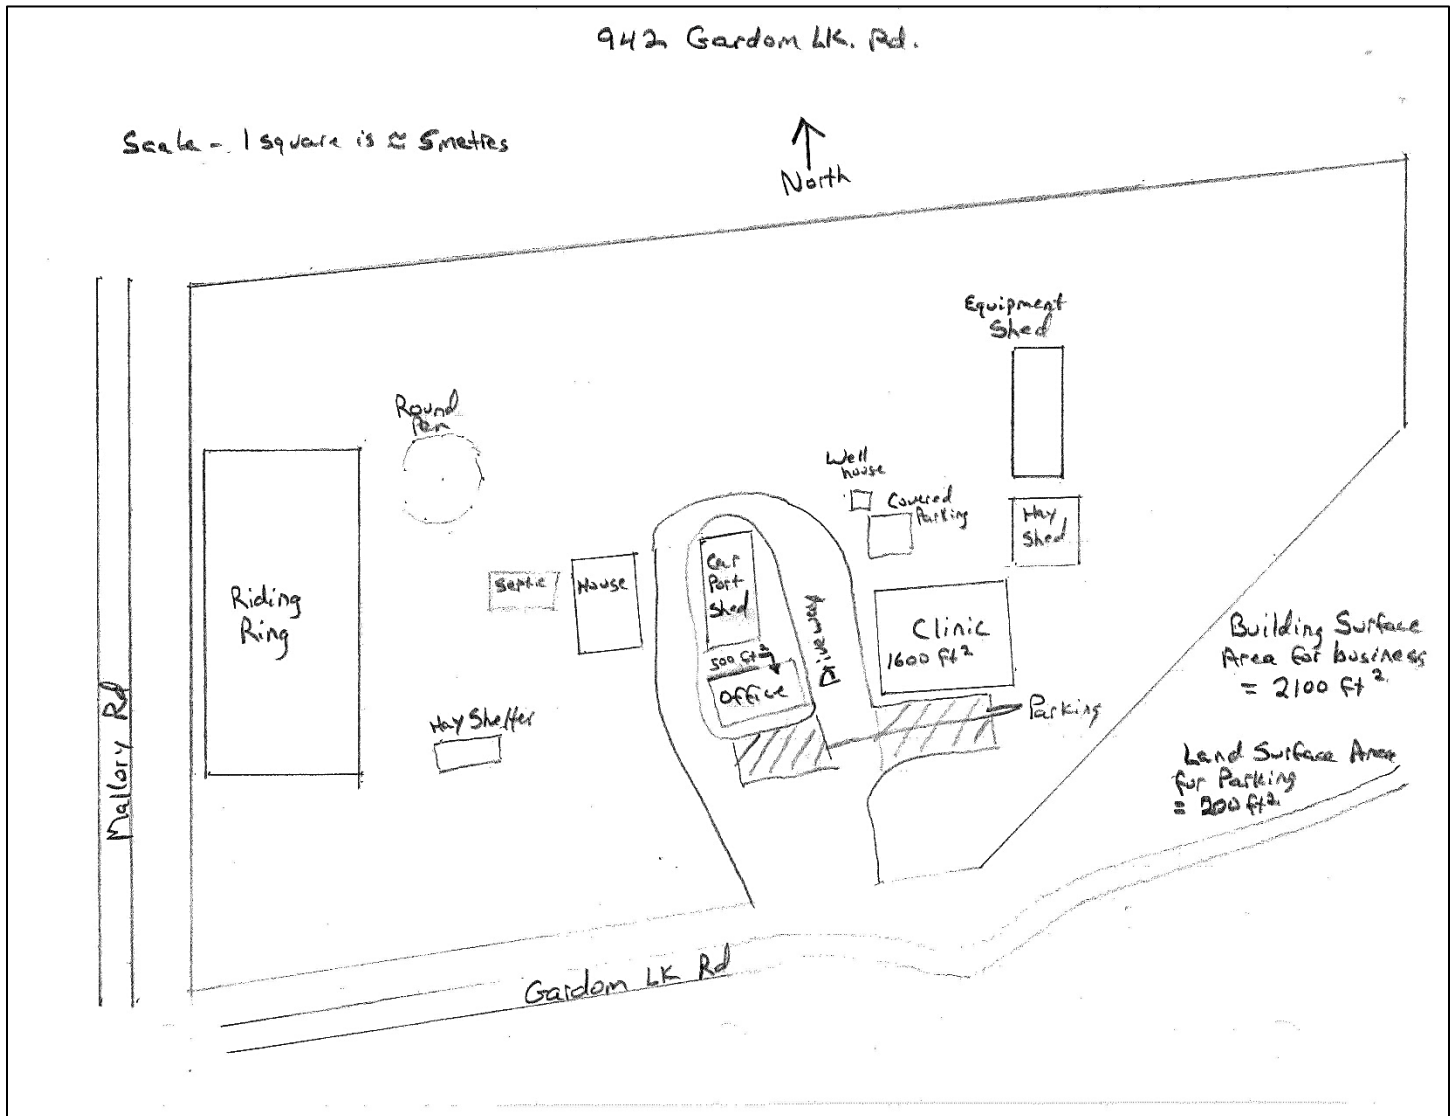 942 Gardom LK. Rd.
Scale - 1 square is ≈ 5 metres
North
Equipment
Shed
Round
Pen
Well
house
Covered
Parking
Hay
Shed
Car
Port
Shed
Septic
House
Riding
Ring
Driveway
Clinic
1600 ft²
Building Surface
Area for business
= 2100 ft²
500 ft²
Office
Parking
Hay Shelter
Mallory Rd
Land Surface Area
for Parking
= 200 ft²
Gardom LK Rd